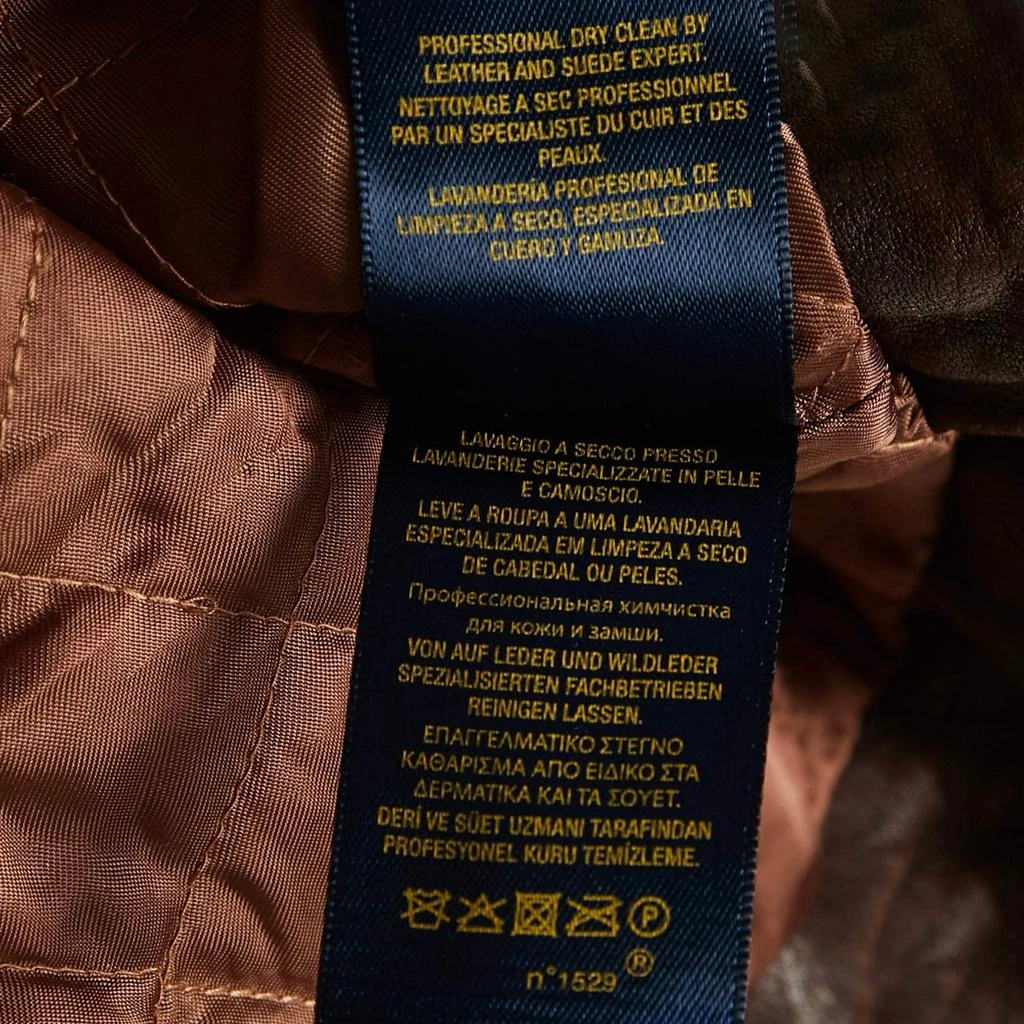 PROFESSIONAL DRY CLEAN BY
LEATHER AND SUEDE EXPERT.
NETTOYAGE A SEC PROFESSIONNEL
PAR UN SPECIALISTE DU CUIR ET DES
PEAUX.
LAVANDERÍA PROFESIONAL DE
LIMPIEZA A SECO, ESPECIALIZADA EN
CUERO Y GAMUZA.
LAVAGGIO A SECCO PRESSO
LAVANDERIE SPECIALIZZATE IN PELLE
E CAMOSCIO.
LEVE A ROUPA A UMA LAVANDARIA
ESPECIALIZADA EM LIMPEZA A SECO
DE CABEDAL OU PELES.
Профессиональная химчистка
для кожи и замши.
VON AUF LEDER UND WILDLEDER
SPEZIALISIERTEN FACHBETRIEBEN
REINIGEN LASSEN.
ΕΠΑΓΓΕΛΜΑΤΙΚΟ ΣΤΕΓΝΟ
ΚΑΘΑΡΙΣΜΑ ΑΠΟ ΕΙΔΙΚΟ ΣΤΑ
ΔΕΡΜΑΤΙΚΑ ΚΑΙ ΤΑ ΣΟΥΕΤ.
DERİ VE SÜET UZMANI TARAFINDAN
PROFESYONEL KURU TEMİZLEME.
P
n°1529 ®